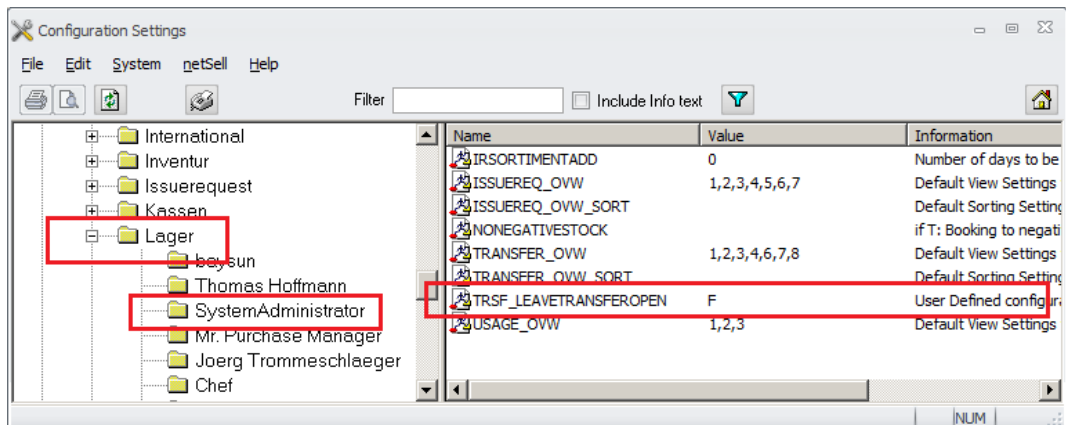 Configuration Settings
File Edit System netSell Help
Filter Include Info text
International
Inventur
Issuerequest
Kassen
Lager
baysun
Thomas Hoffmann
SystemAdministrator
Mr. Purchase Manager
Joerg Trommeschlaeger
Chef
Name Value Information
IRSORTIMENTADD 0 Number of days to be
ISSUEREQ_OVW 1,2,3,4,5,6,7 Default View Settings
ISSUEREQ_OVW_SORT Default Sorting Setting
NONEGATIVESTOCK if T: Booking to negati
TRANSFER_OVW 1,2,3,4,6,7,8 Default View Settings
TRANSFER_OVW_SORT Default Sorting Setting
TRSF_LEAVETRANSFEROPEN F User Defined configura
USAGE_OVW 1,2,3 Default View Settings
NUM